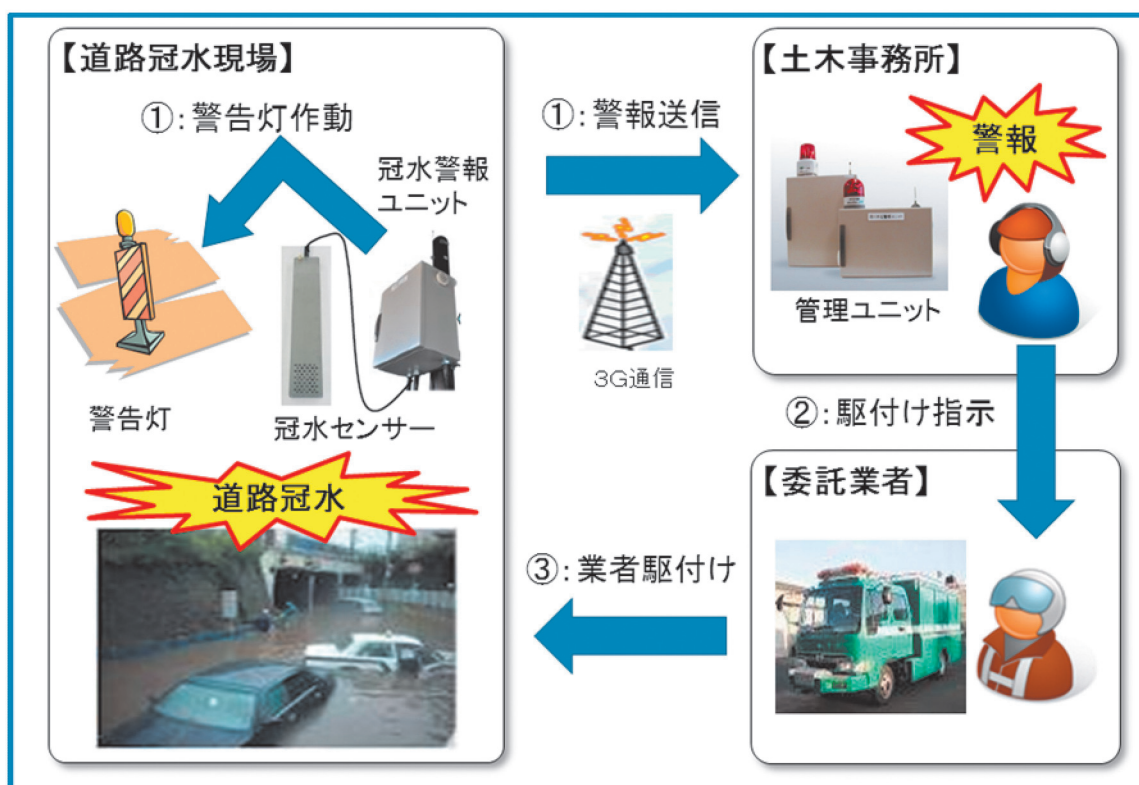 【道路冠水現場】
①:警告灯作動
冠水警報
ユニット
警告灯
冠水センサー
道路冠水
①:警報送信
3G通信
【土木事務所】
警報
管理ユニット
②:駆付け指示
【委託業者】
③:業者駆付け